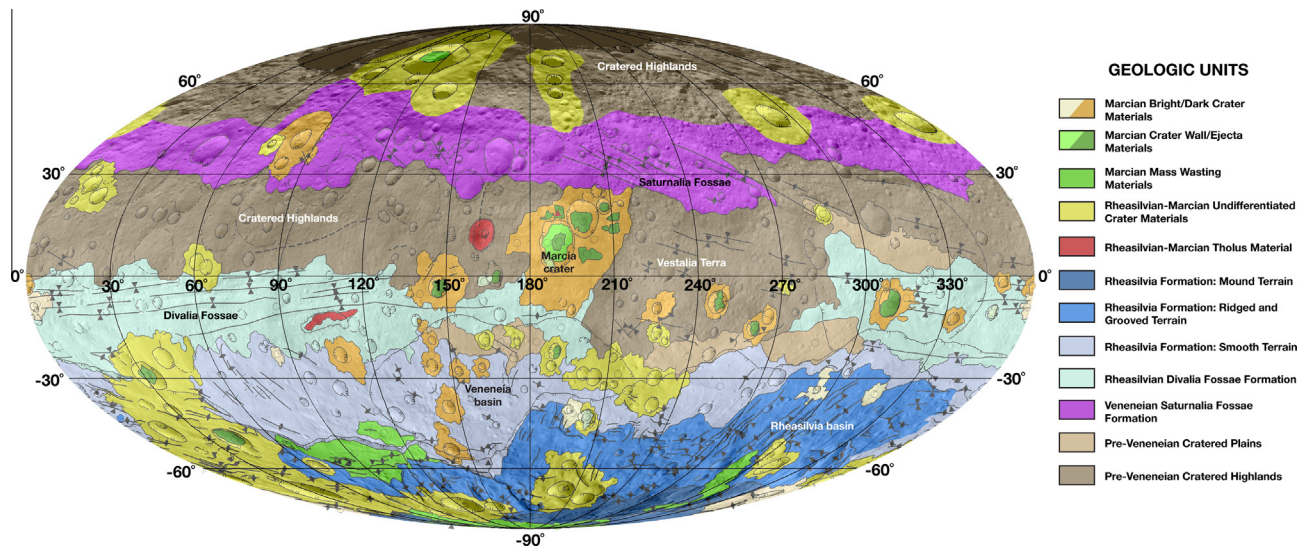 90°
60°
60°
Cratered Highlands
30°
30°
Saturnalia Fossae
Cratered Highlands
Marcia
crater
Vestalia Terra
0°
0°
30°
60°
90°
120°
150°
180°
210°
240°
270°
300°
330°
Divalia Fossae
-30°
-30°
Veneneia
basin
Rheasilvia basin
-60°
-60°
-90°
GEOLOGIC UNITS
Marcian Bright/Dark Crater
Materials
Marcian Crater Wall/Ejecta
Materials
Marcian Mass Wasting
Materials
Rheasilvian-Marcian Undifferentiated
Crater Materials
Rheasilvian-Marcian Tholus Material
Rheasilvia Formation: Mound Terrain
Rheasilvia Formation: Ridged and
Grooved Terrain
Rheasilvia Formation: Smooth Terrain
Rheasilvian Divalia Fossae Formation
Veneneian Saturnalia Fossae
Formation
Pre-Veneneian Cratered Plains
Pre-Veneneian Cratered Highlands